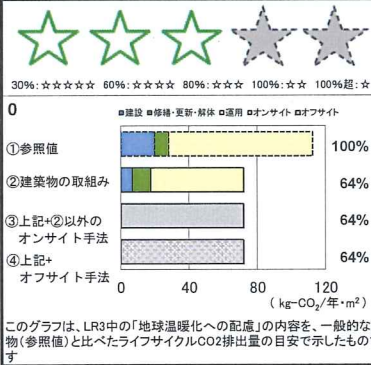 30%:☆☆☆☆☆ 60%:☆☆☆☆ 80%:☆☆☆ 100%:☆☆ 100%超:☆
0
■建設 ■修繕・更新・解体 □運用 □オンサイト □オフサイト
①参照値 100%
②建築物の取組み 64%
③上記+②以外の 64%
オンサイト手法
④上記+ 64%
オフサイト手法
0 40 80 120
( kg-CO₂/年・m²)
このグラフは、LR3中の「地球温暖化への配慮」の内容を、一般的な
物(参照値)と比べたライフサイクルCO2排出量の目安で示したもので
す